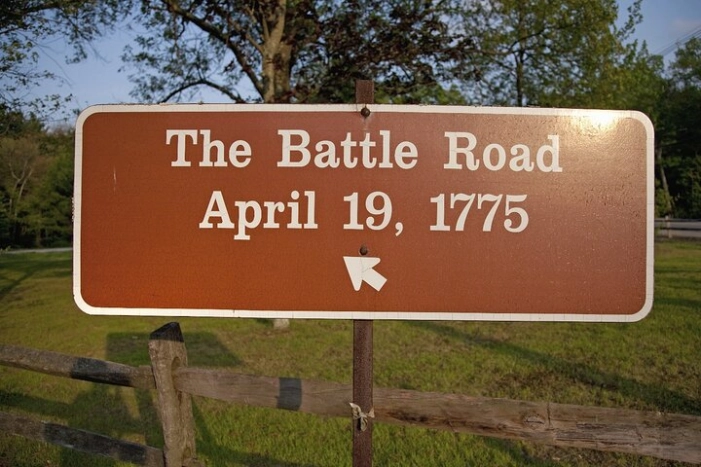 The Battle Road
April 19, 1775